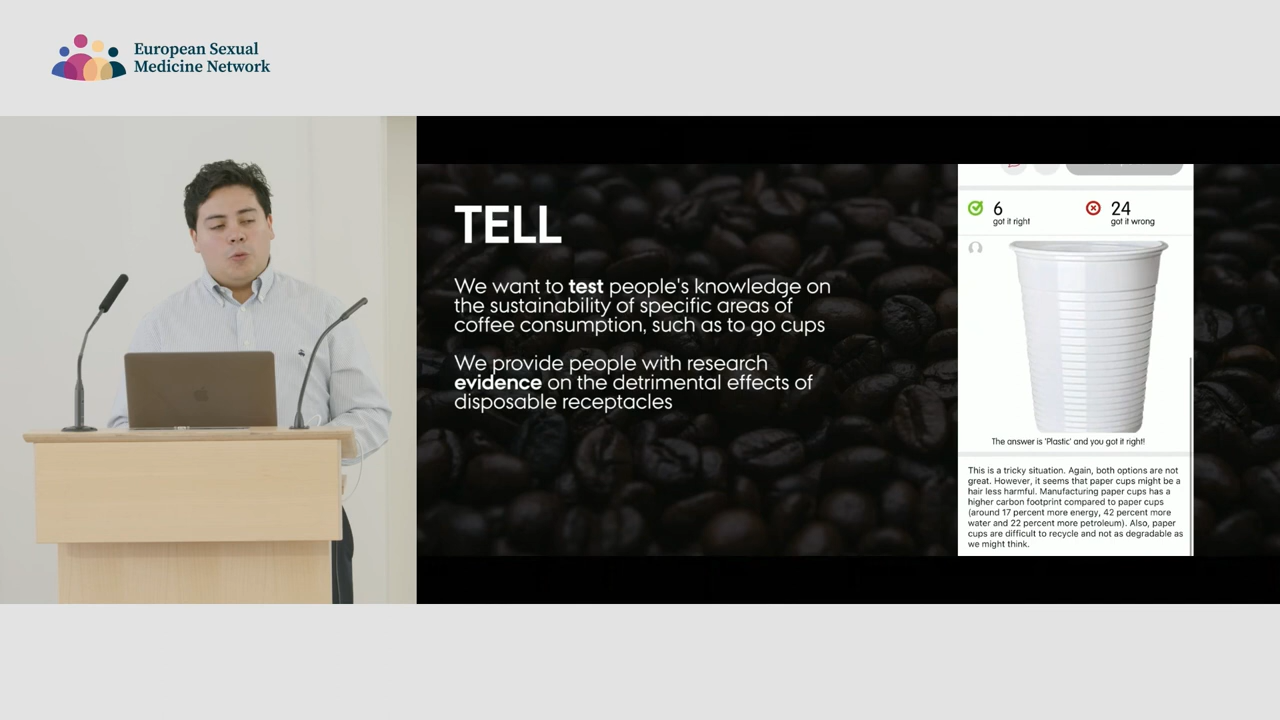 European Sexual
Medicine Network
TELL
We want to test people's knowledge on
the sustainability of specific areas of
coffee consumption, such as to go cups
We provide people with research
evidence on the detrimental effects of
disposable receptacles
6
got it right
24
got it wrong
The answer is 'Plastic' and you got it right!
This is a tricky situation. Again, both options are not
great. However, it seems that paper cups might be a
hair less harmful. Manufacturing paper cups has a
higher carbon footprint compared to paper cups
(around 17 percent more energy, 42 percent more
water and 22 percent more petroleum). Also, paper
cups are difficult to recycle and not as degradable as
we might think.